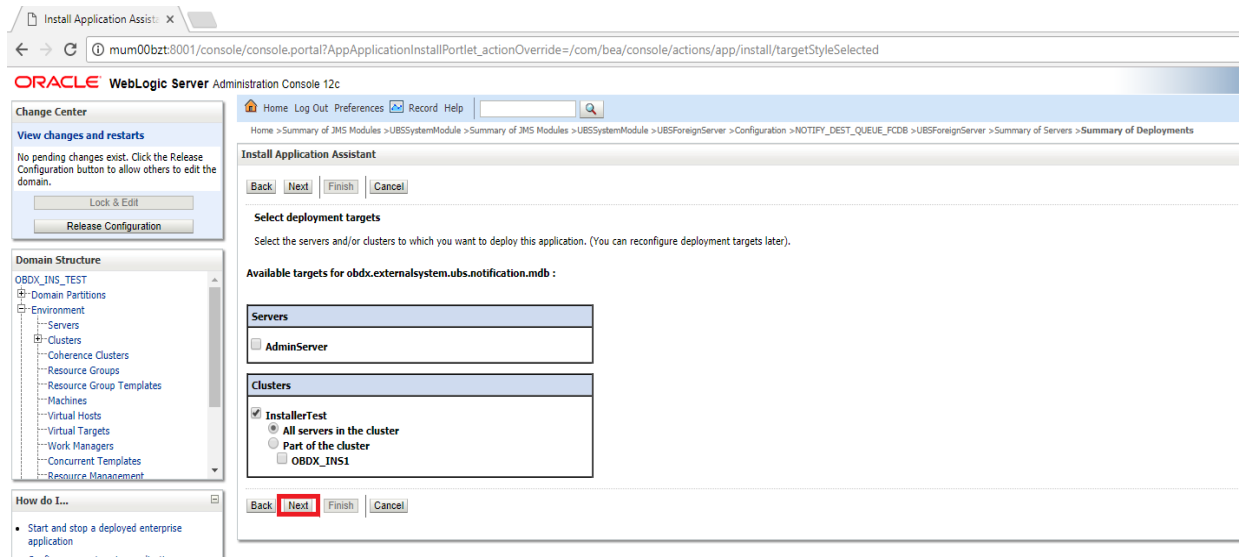 Install Application Assista
mum00bzt:8001/console/console.portal?AppApplicationInstallPortlet_actionOverride=/com/bea/console/actions/app/install/targetStyleSelected
ORACLE WebLogic Server Administration Console 12c
Change Center
View changes and restarts
No pending changes exist. Click the Release
Configuration button to allow others to edit the
domain.
Lock & Edit
Release Configuration
Domain Structure
OBDX_INS_TEST
Domain Partitions
Environment
Servers
Clusters
Coherence Clusters
Resource Groups
Resource Group Templates
Machines
Virtual Hosts
Virtual Targets
Work Managers
Concurrent Templates
Resource Management
How do I...
Start and stop a deployed enterprise
application
Home Log Out Preferences Record Help
Home >Summary of JMS Modules >UBSSystemModule >Summary of JMS Modules >UBSSystemModule >UBSForeignServer >Configuration >NOTIFY_DEST_QUEUE_FCDB >UBSForeignServer >Summary of Servers >Summary of Deployments
Install Application Assistant
Back Next Finish Cancel
Select deployment targets
Select the servers and/or clusters to which you want to deploy this application. (You can reconfigure deployment targets later).
Available targets for obdx.externalsystem.ubs.notification.mdb :
Servers
AdminServer
Clusters
InstallerTest
All servers in the cluster
Part of the cluster
OBDX_INS1
Back Next Finish Cancel